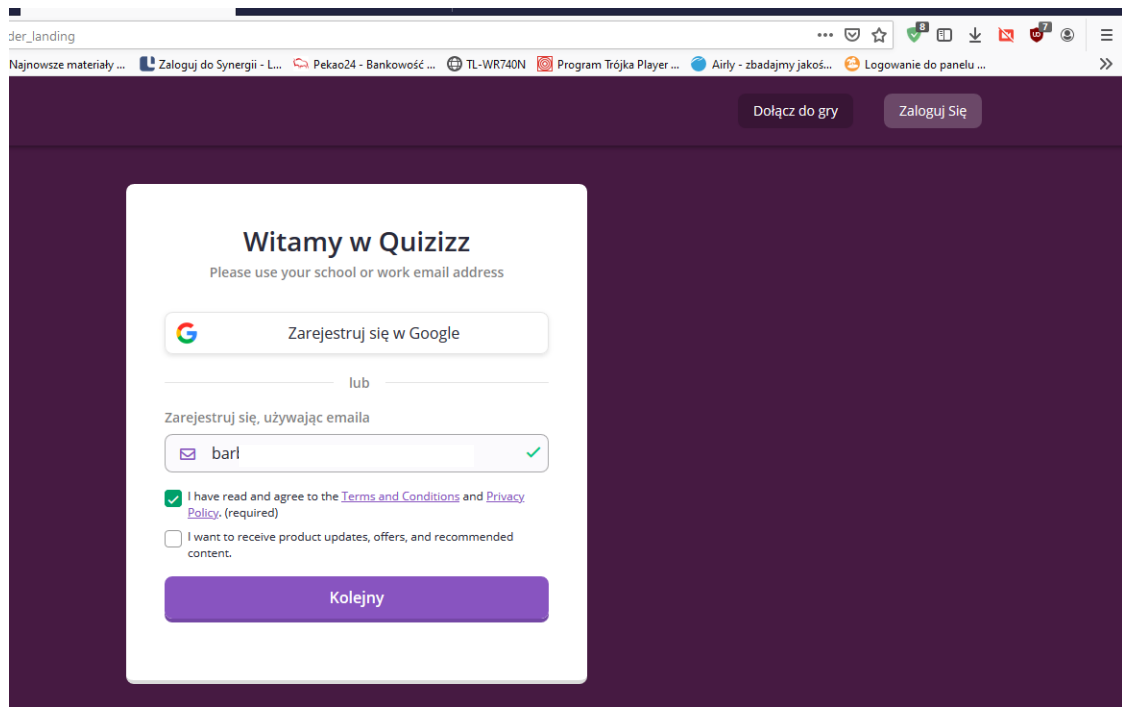 der_landing
8
7
Najnowsze materiały ... Zaloguj do Synergii - L... Pekao24 - Bankowość ... TL-WR740N Program Trójka Player ... Airly - zbadajmy jakoś... Logowanie do panelu ...
Dołącz do gry Zaloguj Się
Witamy w Quizizz
Please use your school or work email address
Zarejestruj się w Google
lub
Zarejestruj się, używając emaila
barl
I have read and agree to the Terms and Conditions and Privacy
Policy. (required)
I want to receive product updates, offers, and recommended
content.
Kolejny